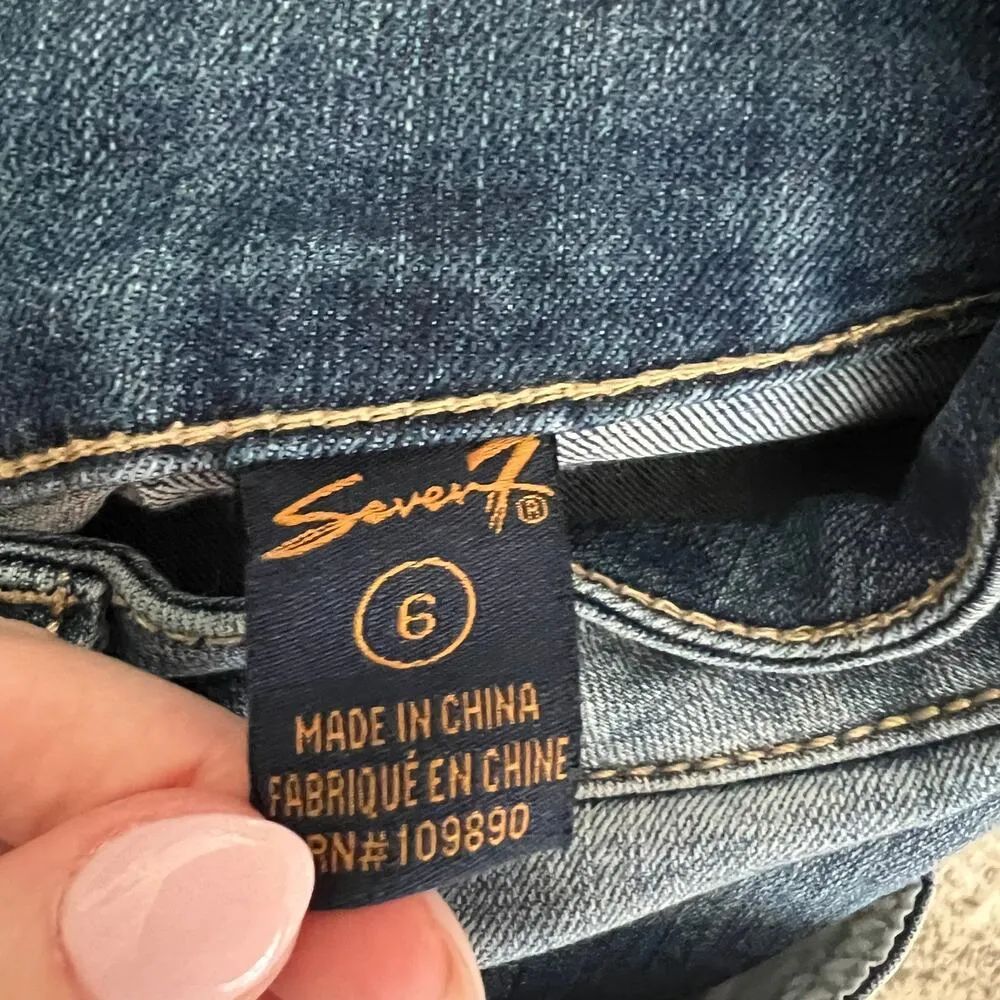 Seven7®
6
MADE IN CHINA
FABRIQUÉ EN CHINE
RN#109890